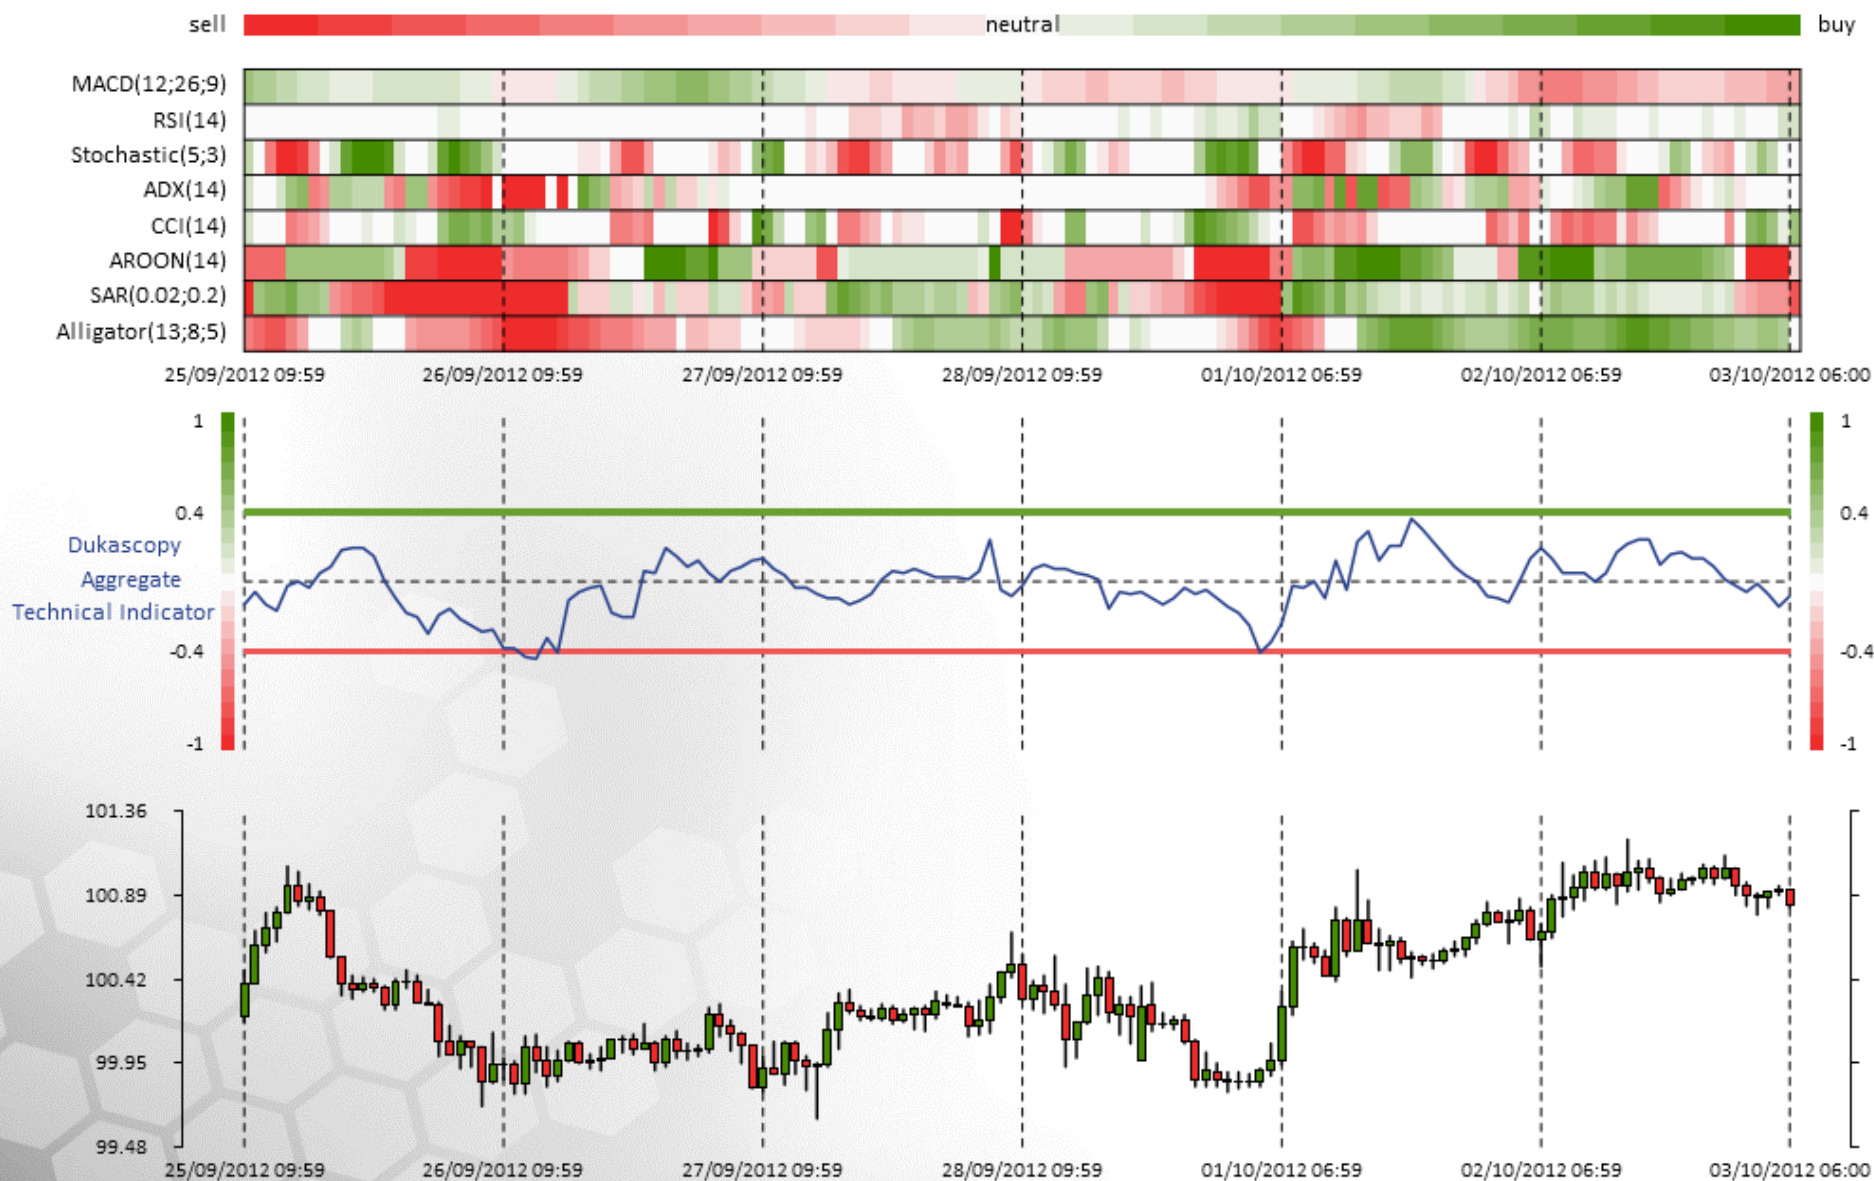 sell neutral buy
MACD(12;26;9)
RSI(14)
Stochastic(5;3)
ADX(14)
CCI(14)
AROON(14)
SAR(0.02;0.2)
Alligator(13;8;5)
25/09/2012 09:59 26/09/2012 09:59 27/09/2012 09:59 28/09/2012 09:59 01/10/2012 06:59 02/10/2012 06:59 03/10/2012 06:00
1 1
0.4 0.4
Dukascopy
Aggregate
Technical Indicator
-0.4 -0.4
-1 -1
101.36
100.89
100.42
99.95
99.48
25/09/2012 09:59 26/09/2012 09:59 27/09/2012 09:59 28/09/2012 09:59 01/10/2012 06:59 02/10/2012 06:59 03/10/2012 06:00